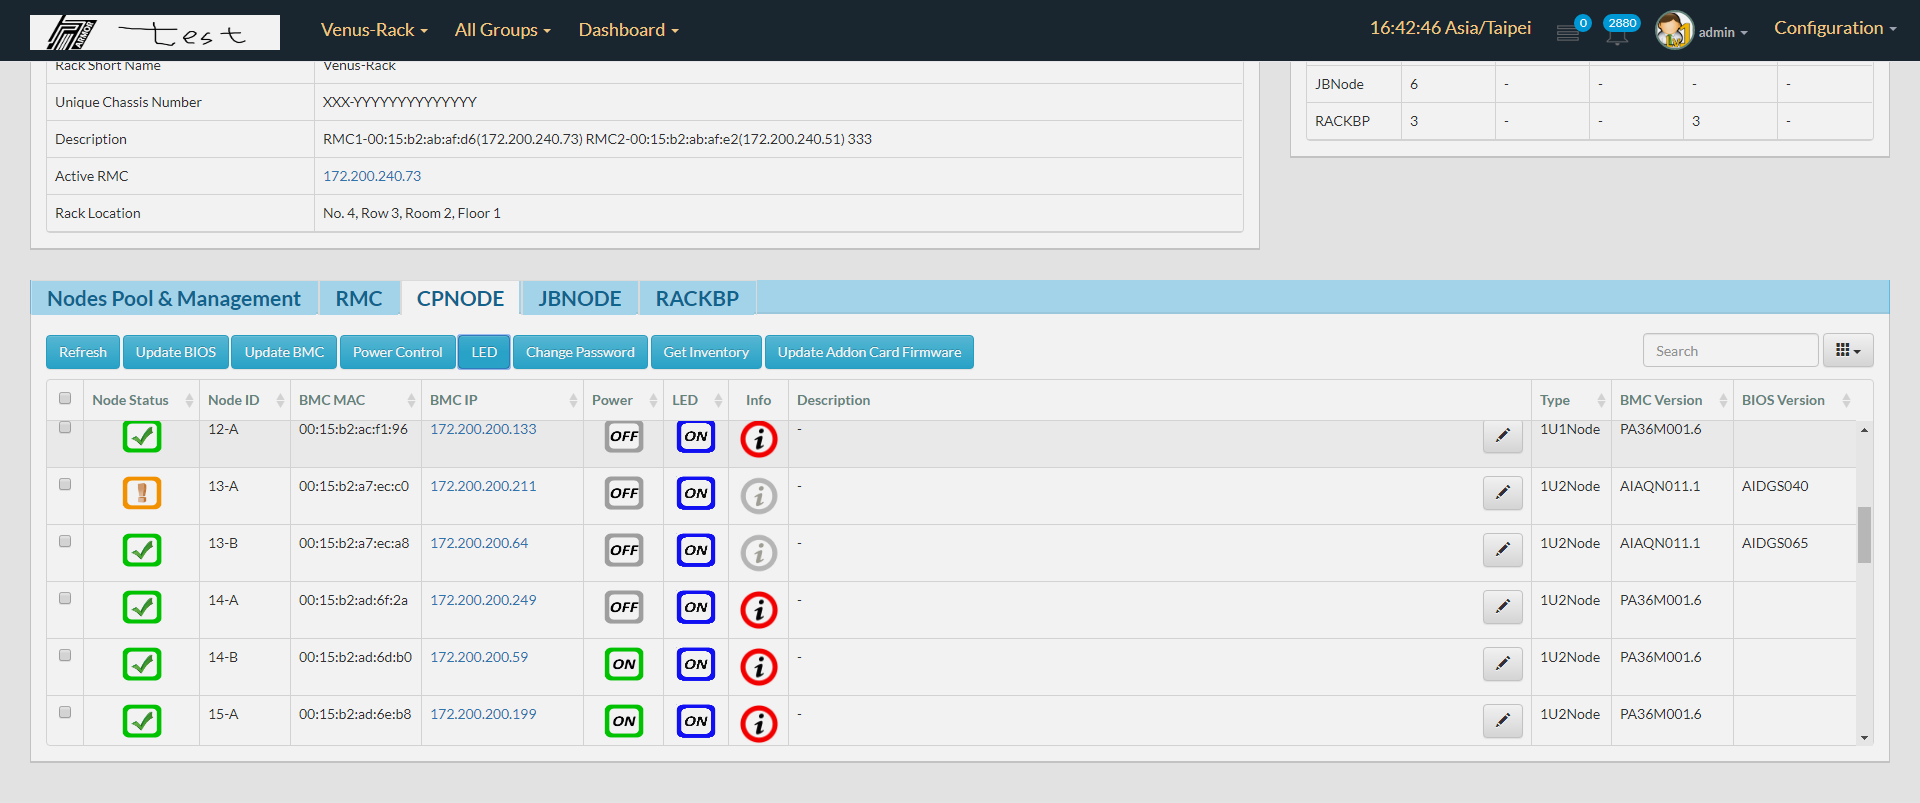 ARMOR test Venus-Rack All Groups Dashboard 16:42:46 Asia/Taipei 0 2880 admin Configuration
Rack Short Name Venus-Rack
Unique Chassis Number XXX-YYYYYYYYYYYYYY
Description RMC1-00:15:b2:ab:af:d6(172.200.240.73) RMC2-00:15:b2:ab:af:e2(172.200.240.51) 333
Active RMC 172.200.240.73
Rack Location No. 4, Row 3, Room 2, Floor 1
JBNode 6 - - - -
RACKBP 3 - - 3 -
Nodes Pool & Management RMC CPNODE JBNODE RACKBP
Refresh Update BIOS Update BMC Power Control LED Change Password Get Inventory Update Addon Card Firmware Search
Node Status Node ID BMC MAC BMC IP Power LED Info Description Type BMC Version BIOS Version
12-A 00:15:b2:ac:f1:96 172.200.200.133 OFF ON i - 1U1Node PA36M001.6
13-A 00:15:b2:a7:ec:c0 172.200.200.211 OFF ON i - 1U2Node AIAQN011.1 AIDGS040
13-B 00:15:b2:a7:ec:a8 172.200.200.64 OFF ON i - 1U2Node AIAQN011.1 AIDGS065
14-A 00:15:b2:ad:6f:2a 172.200.200.249 OFF ON i - 1U2Node PA36M001.6
14-B 00:15:b2:ad:6d:b0 172.200.200.59 ON ON i - 1U2Node PA36M001.6
15-A 00:15:b2:ad:6e:b8 172.200.200.199 ON ON i - 1U2Node PA36M001.6